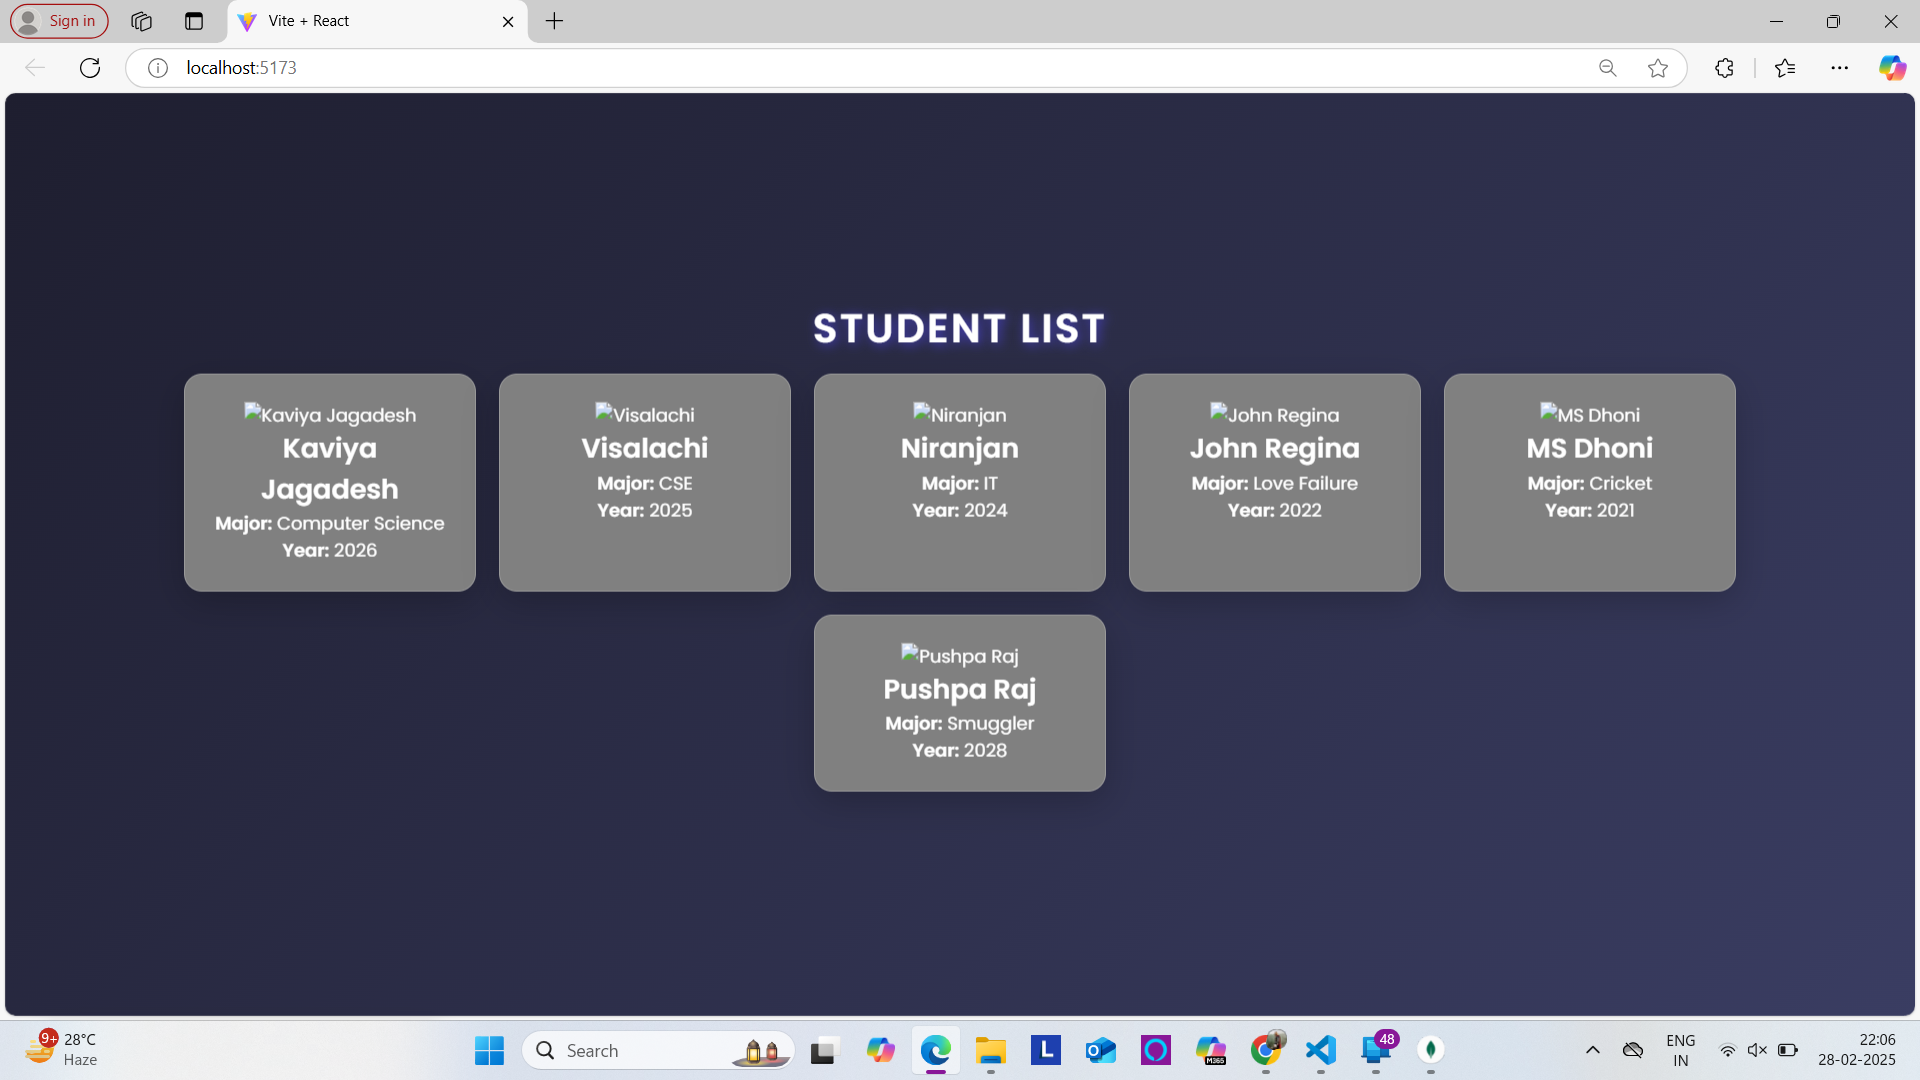 Sign in
Vite + React
localhost:5173
STUDENT LIST
Kaviya Jagadesh
Kaviya
Jagadesh
Major: Computer Science
Year: 2026
Visalachi
Visalachi
Major: CSE
Year: 2025
Niranjan
Niranjan
Major: IT
Year: 2024
John Regina
John Regina
Major: Love Failure
Year: 2022
MS Dhoni
MS Dhoni
Major: Cricket
Year: 2021
Pushpa Raj
Pushpa Raj
Major: Smuggler
Year: 2028
9+
28°C
Haze
Search
L
M365
48
ENG
IN
22:06
28-02-2025